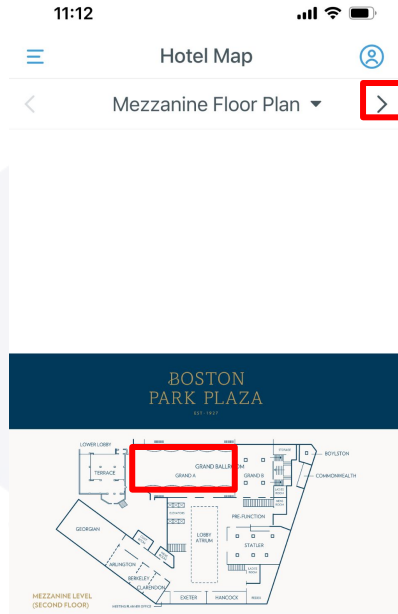 11:12
Hotel Map
Mezzanine Floor Plan
BOSTON
PARK PLAZA
EST · 1927
LOWER LOBBY
TERRACE
GRAND BALLROOM
GRAND A
GRAND B
BOYLSTON
COMMONWEALTH
PRE-FUNCTION
GEORGIAN
LOBBY
ATRIUM
STATLER
ARLINGTON
BERKELEY
CLARENDON
EXETER
HANCOCK
MEZZANINE LEVEL
(SECOND FLOOR)